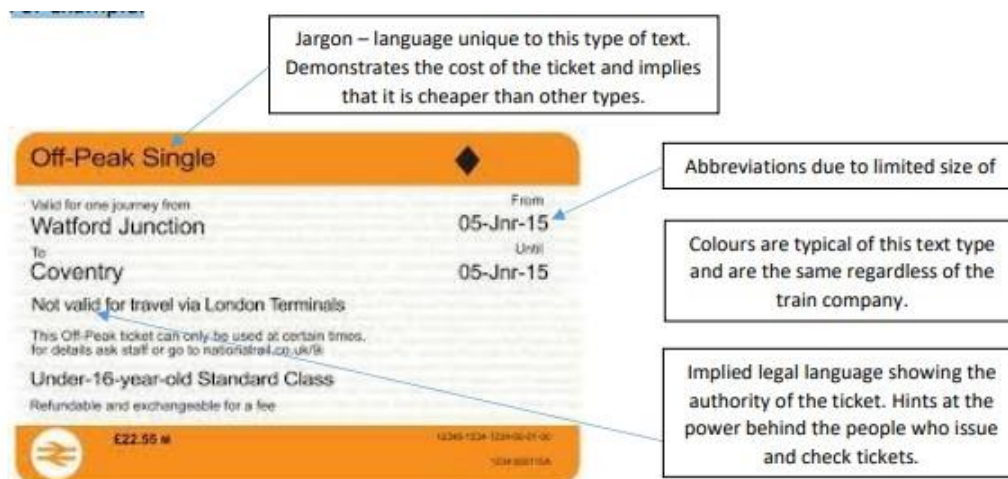 Jargon – language unique to this type of text.
Demonstrates the cost of the ticket and implies
that it is cheaper than other types.
Off-Peak Single
Valid for one journey from
Watford Junction
To
Coventry
From
05-Jnr-15
Until
05-Jnr-15
Not valid for travel via London Terminals
This Off-Peak ticket can only be used at certain times,
for details ask staff or go to nationalrail.co.uk/
Under-16-year-old Standard Class
Refundable and exchangeable for a fee
£22.55 M
Abbreviations due to limited size of
Colours are typical of this text type
and are the same regardless of the
train company.
Implied legal language showing the
authority of the ticket. Hints at the
power behind the people who issue
and check tickets.